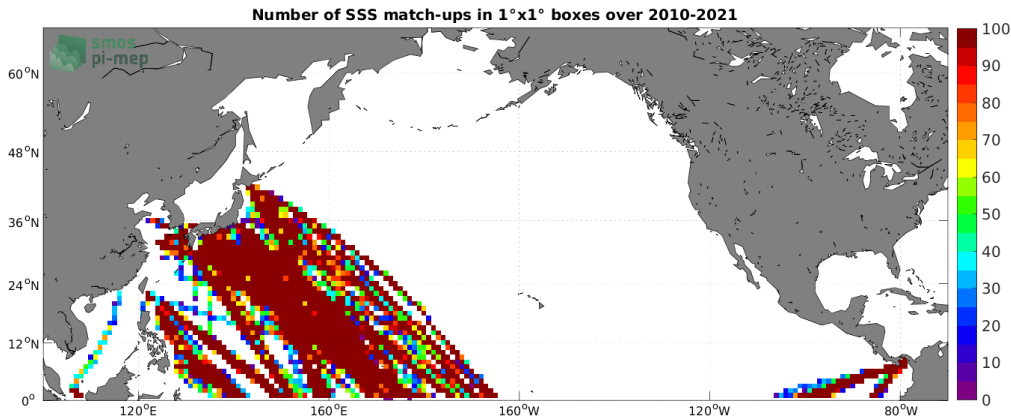 Number of SSS match-ups in 1°x1° boxes over 2010-2021
smos
pi-mep
60°N
48°N
36°N
24°N
12°N
0°
120°E
160°E
160°W
120°W
80°W
100
90
80
70
60
50
40
30
20
10
0